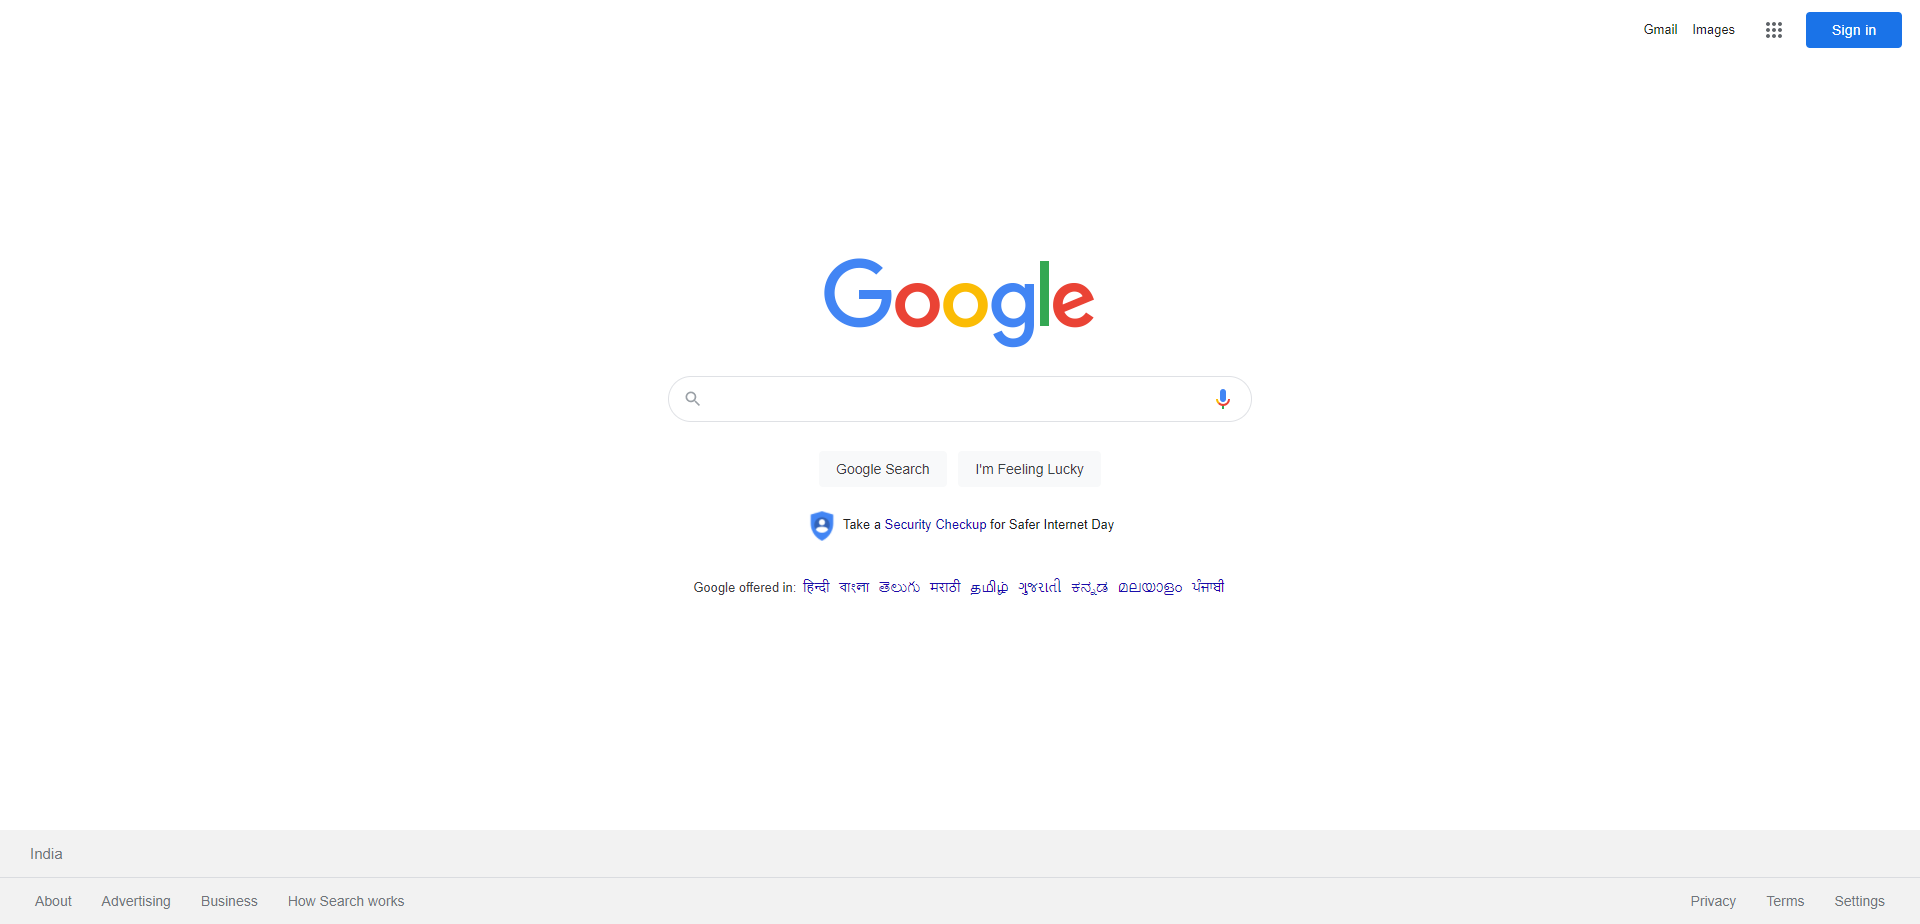 Gmail Images Sign in
Google
Google Search I'm Feeling Lucky
Take a Security Checkup for Safer Internet Day
Google offered in: हिन्दी বাংলা తెలుగు मराठी தமிழ் ગુજરાતી ಕನ್ನಡ മലയാളം ਪੰਜਾਬੀ
India
About Advertising Business How Search works Privacy Terms Settings